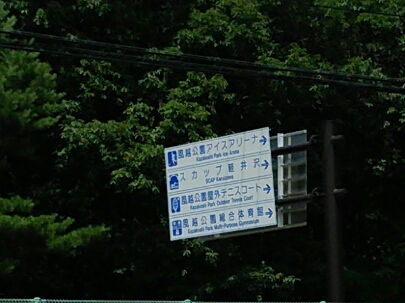 風越公園アイスアリーナ
Kazakoshi Park Ice Arena
スカップ軽井沢
SCAP Karuizawa
風越公園屋外テニスコート
Kazakoshi Park Outdoor Tennis Court
風越公園総合体育館
Kazakoshi Park Multi-Purpose Gymnasium